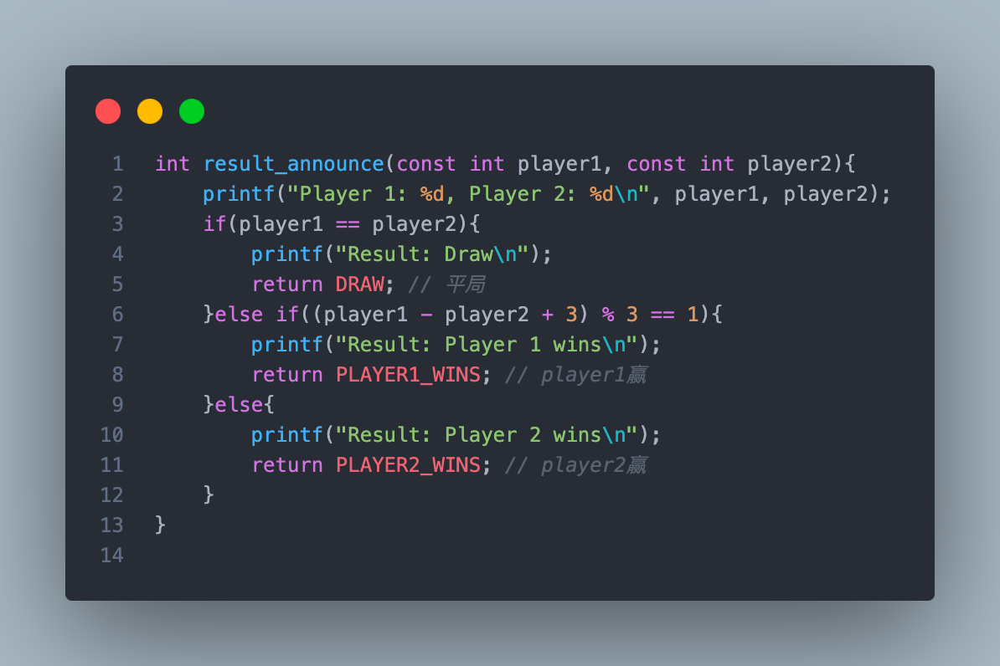 1 int result_announce(const int player1, const int player2){
2     printf("Player 1: %d, Player 2: %d\n", player1, player2);
3     if(player1 == player2){
4         printf("Result: Draw\n");
5         return DRAW; // 平局
6     }else if((player1 - player2 + 3) % 3 == 1){
7         printf("Result: Player 1 wins\n");
8         return PLAYER1_WINS; // player1赢
9     }else{
10         printf("Result: Player 2 wins\n");
11         return PLAYER2_WINS; // player2赢
12     }
13 }
14